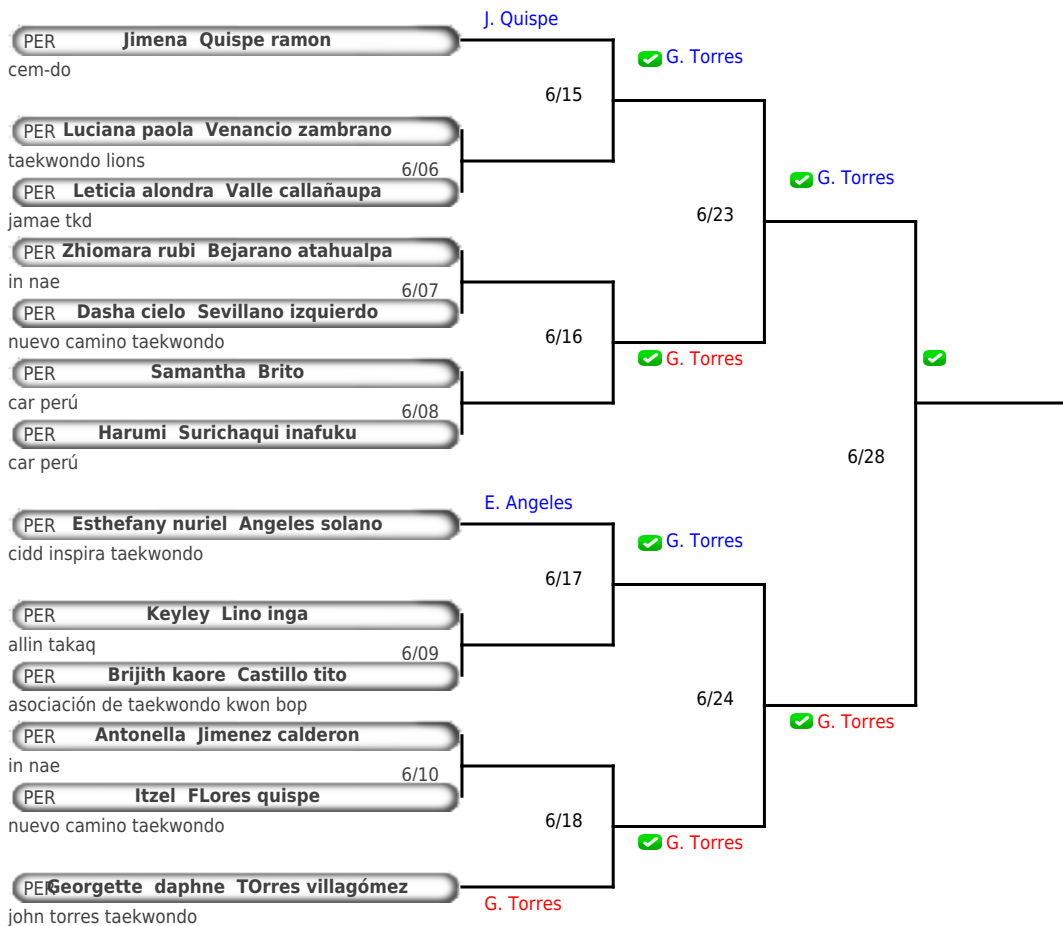 J. Quispe
PER Jimena Quispe ramon
cem-do
G. Torres
6/15
PER Luciana paola Venancio zambrano
taekwondo lions
6/06
PER Leticia alondra Valle callañaupa
jamae tkd
G. Torres
6/23
PER Zhiomara rubi Bejarano atahualpa
in nae
6/07
PER Dasha cielo Sevillano izquierdo
nuevo camino taekwondo
6/16
G. Torres
PER Samantha Brito
car perú
6/08
PER Harumi Surichaqui inafuku
car perú
6/28
E. Angeles
PER Esthefany nuriel Angeles solano
cidd inspira taekwondo
G. Torres
6/17
PER Keyley Lino inga
allin takaq
6/09
PER Brijith kaore Castillo tito
asociación de taekwondo kwon bop
6/24
G. Torres
PER Antonella Jimenez calderon
in nae
6/10
PER Itzel FLores quispe
nuevo camino taekwondo
6/18
G. Torres
PER Georgette daphne TOrres villagómez
john torres taekwondo
G. Torres